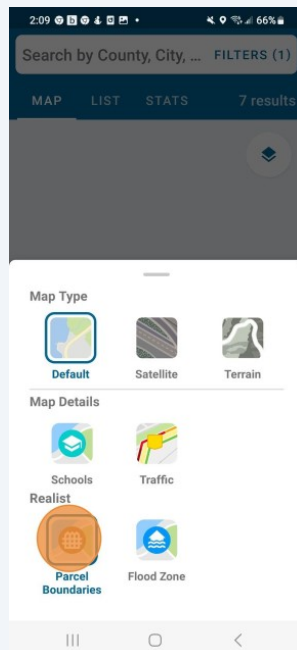 2:09 66%
Search by County, City, ... FILTERS (1)
MAP LIST STATS 7 results
Map Type
Default Satellite Terrain
Map Details
Schools Traffic
Realist
Parcel Boundaries Flood Zone